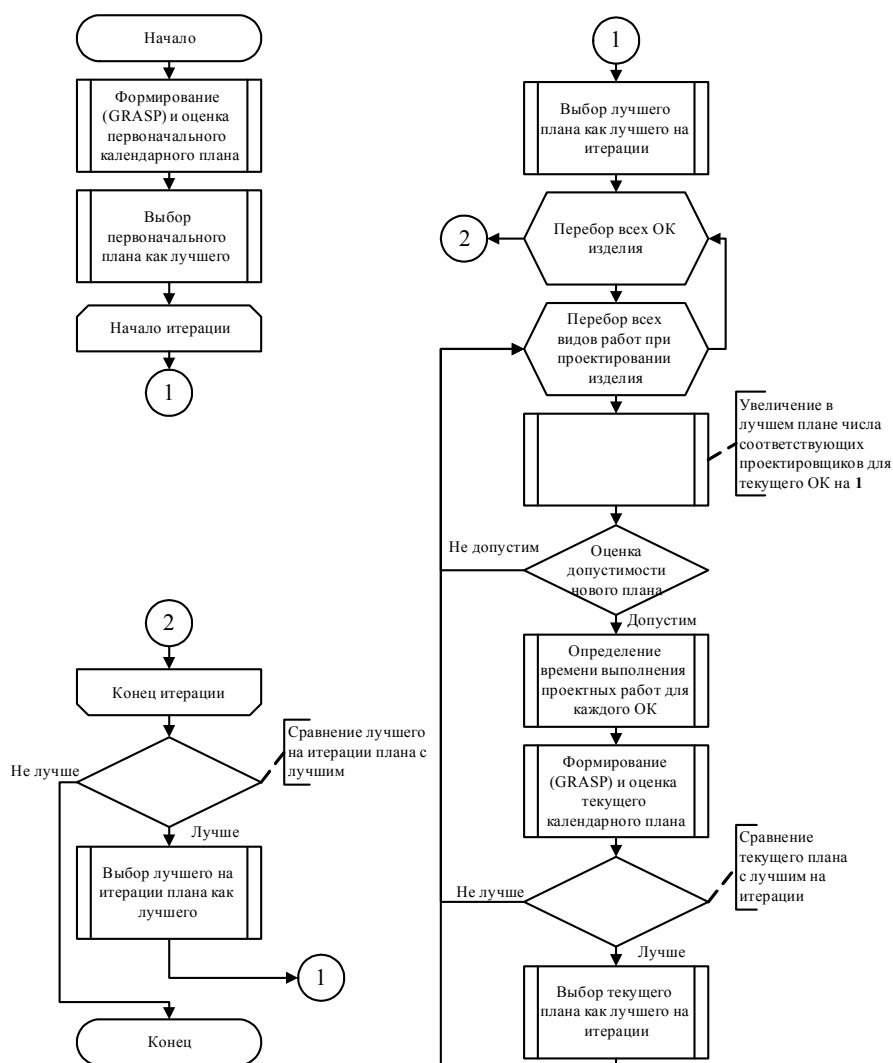 Начало
Формирование
(GRASP) и оценка
первоначального
календарного плана
Выбор
первоначального
плана как лучшего
Начало итерации
1
1
Выбор лучшего
плана как лучшего на
итерации
2
Перебор всех ОК
изделия
Перебор всех
видов работ при
проектировании
изделия
Увеличение в
лучшем плане числа
соответствующих
проектировщиков для
текущего ОК на 1
Не допустим
Оценка
допустимости
нового плана
Допустим
Определение
времени выполнения
проектных работ для
каждого ОК
Формирование
(GRASP) и оценка
текущего
календарного плана
Сравнение
текущего плана
с лучшим на
итерации
Не лучше
Лучше
Выбор текущего
плана как лучшего на
итерации
2
Конец итерации
Сравнение лучшего
на итерации плана с
лучшим
Не лучше
Лучше
Выбор лучшего на
итерации плана как
лучшего
1
Конец